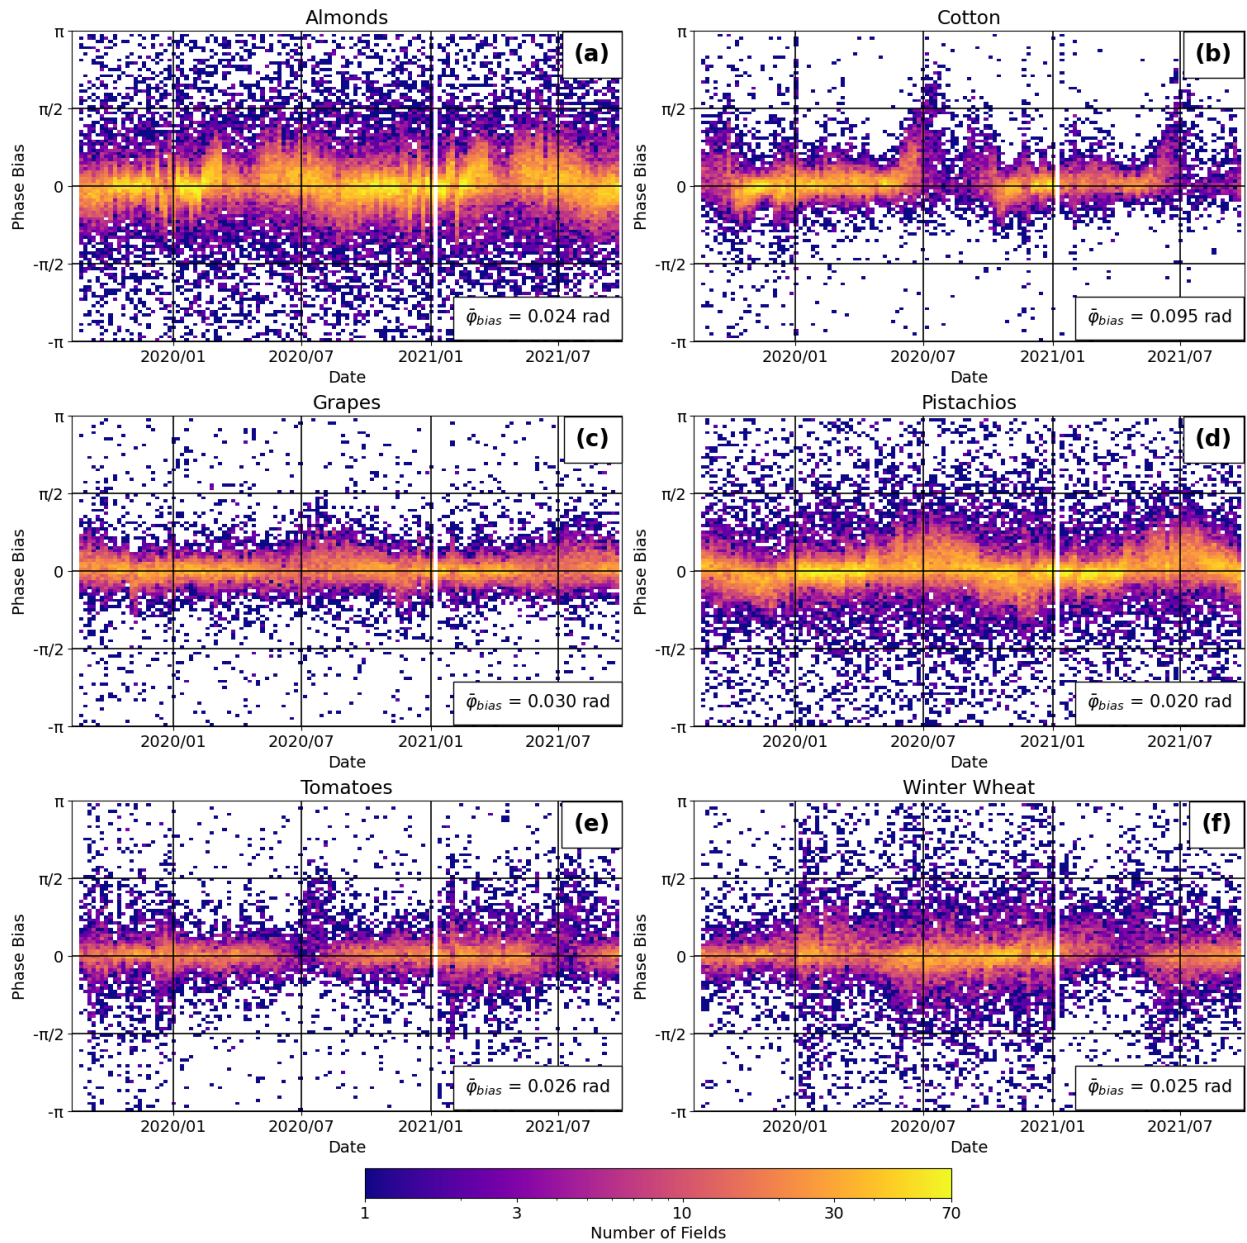 Almonds
Cotton
π
π/2
0
-π/2
-π
Phase Bias
(a)
φ̄bias = 0.024 rad
2020/01 2020/07 2021/01 2021/07
Date
π
π/2
0
-π/2
-π
Phase Bias
(b)
φ̄bias = 0.095 rad
2020/01 2020/07 2021/01 2021/07
Date
Grapes
Pistachios
π
π/2
0
-π/2
-π
Phase Bias
(c)
φ̄bias = 0.030 rad
2020/01 2020/07 2021/01 2021/07
Date
π
π/2
0
-π/2
-π
Phase Bias
(d)
φ̄bias = 0.020 rad
2020/01 2020/07 2021/01 2021/07
Date
Tomatoes
Winter Wheat
π
π/2
0
-π/2
-π
Phase Bias
(e)
φ̄bias = 0.026 rad
2020/01 2020/07 2021/01 2021/07
Date
π
π/2
0
-π/2
-π
Phase Bias
(f)
φ̄bias = 0.025 rad
2020/01 2020/07 2021/01 2021/07
Date
1 3 10 30 70
Number of Fields